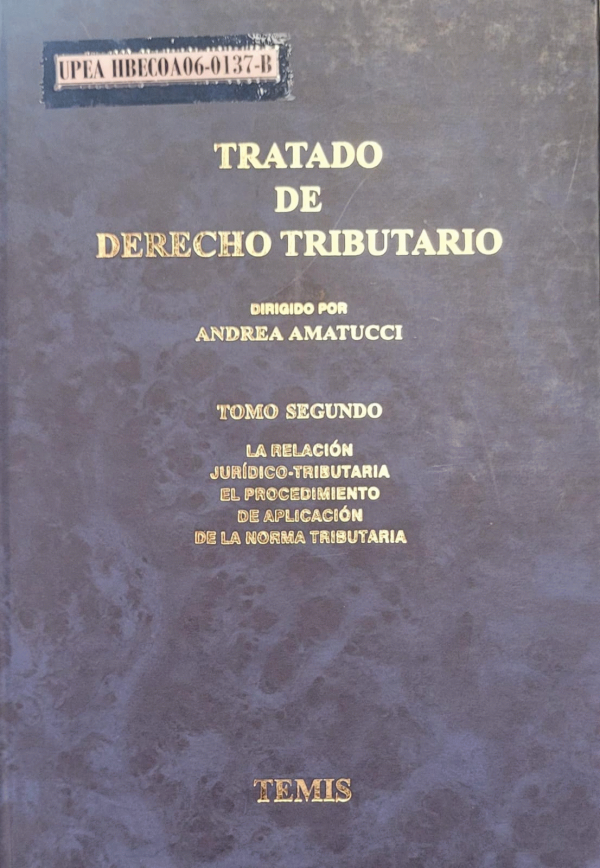 UPEA IIBECOA06-0137-B
TRATADO
DE
DERECHO TRIBUTARIO
DIRIGIDO POR
ANDREA AMATUCCI
TOMO SEGUNDO
LA RELACIÓN
JURÍDICO-TRIBUTARIA
EL PROCEDIMIENTO
DE APLICACIÓN
DE LA NORMA TRIBUTARIA
TEMIS